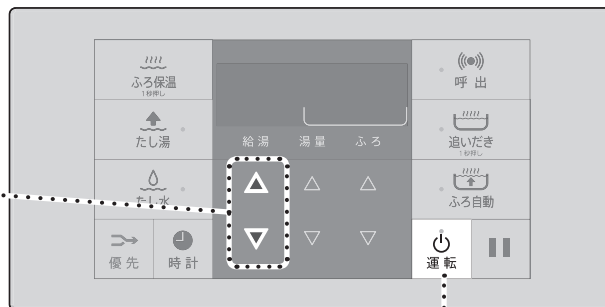 ふろ保温
1秒押し
呼出
たし湯
給湯 湯量 ふろ
追いだき
1秒押し
たし水
ふろ自動
優先
時計
運転